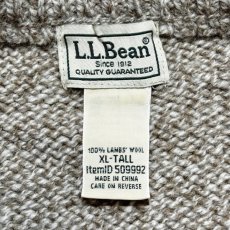 L.L.Bean
Since 1912
QUALITY GUARANTEED
100% LAMBS' WOOL
XL-TALL
ItemID 509992
MADE IN CHINA
CARE ON REVERSE